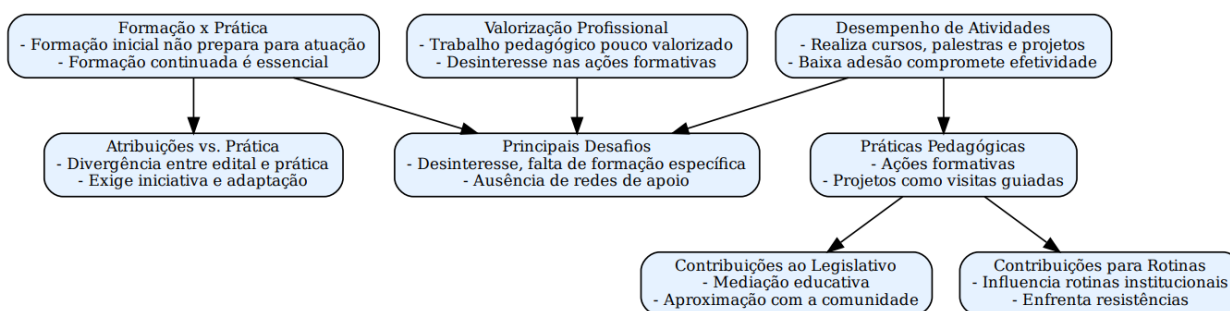 Formação x Prática
- Formação inicial não prepara para atuação
- Formação continuada é essencial
Valorização Profissional
- Trabalho pedagógico pouco valorizado
- Desinteresse nas ações formativas
Desempenho de Atividades
- Realiza cursos, palestras e projetos
- Baixa adesão compromete efetividade
Atribuições vs. Prática
- Divergência entre edital e prática
- Exige iniciativa e adaptação
Principais Desafios
- Desinteresse, falta de formação específica
- Ausência de redes de apoio
Práticas Pedagógicas
- Ações formativas
- Projetos como visitas guiadas
Contribuições ao Legislativo
- Mediação educativa
- Aproximação com a comunidade
Contribuições para Rotinas
- Influencia rotinas institucionais
- Enfrenta resistências